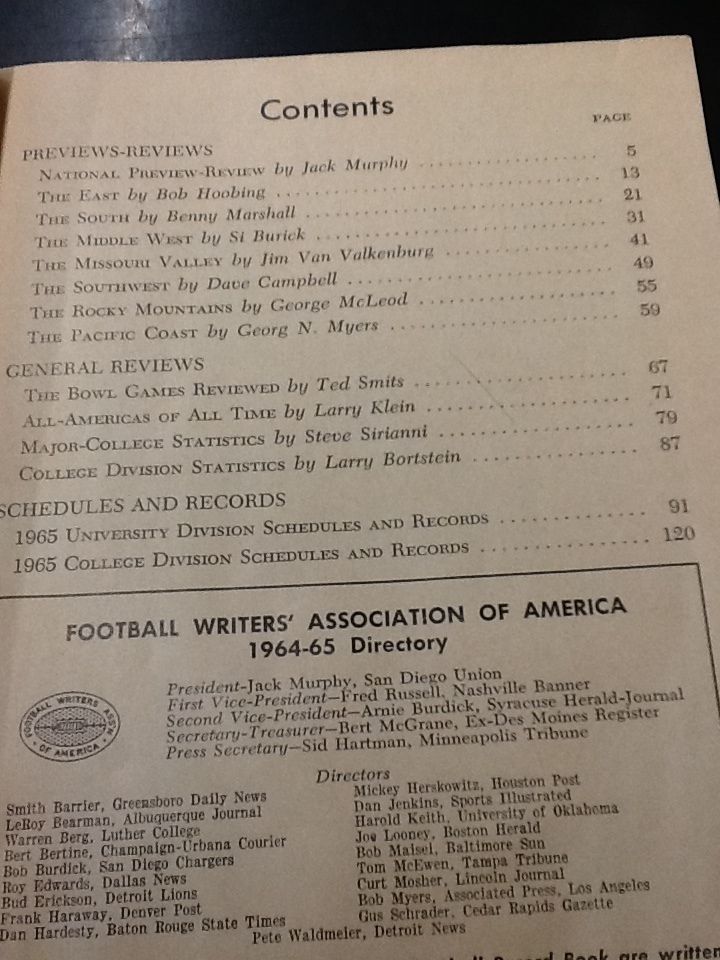 Contents
PAGE
PREVIEWS-REVIEWS
NATIONAL PREVIEW-REVIEW by Jack Murphy 5
THE EAST by Bob Hoobing 13
THE SOUTH by Benny Marshall 21
THE MIDDLE WEST by Si Burick 31
THE MISSOURI VALLEY by Jim Van Valkenburg 41
THE SOUTHWEST by Dave Campbell 49
THE ROCKY MOUNTAINS by George McLeod 55
THE PACIFIC COAST by Georg N. Myers 59
GENERAL REVIEWS
THE BOWL GAMES REVIEWED by Ted Smits 67
ALL-AMERICAS OF ALL TIME by Larry Klein 71
MAJOR-COLLEGE STATISTICS by Steve Sirianni 79
COLLEGE DIVISION STATISTICS by Larry Bortstein 87
SCHEDULES AND RECORDS
1965 UNIVERSITY DIVISION SCHEDULES AND RECORDS 91
1965 COLLEGE DIVISION SCHEDULES AND RECORDS 120
FOOTBALL WRITERS' ASSOCIATION OF AMERICA
1964-65 Directory
FOOTBALL WRITERS ASS'N OF AMERICA
President–Jack Murphy, San Diego Union
First Vice-President–Fred Russell, Nashville Banner
Second Vice-President–Arnie Burdick, Syracuse Herald-Journal
Secretary-Treasurer–Bert McGrane, Ex-Des Moines Register
Press Secretary–Sid Hartman, Minneapolis Tribune
Directors
Smith Barrier, Greensboro Daily News
LeRoy Bearman, Albuquerque Journal
Warren Berg, Luther College
Bert Bertine, Champaign-Urbana Courier
Bob Burdick, San Diego Chargers
Roy Edwards, Dallas News
Bud Erickson, Detroit Lions
Frank Haraway, Denver Post
Dan Hardesty, Baton Rouge State Times
Mickey Herskowitz, Houston Post
Dan Jenkins, Sports Illustrated
Harold Keith, University of Oklahoma
Joe Looney, Boston Herald
Bob Maisel, Baltimore Sun
Tom McEwen, Tampa Tribune
Curt Mosher, Lincoln Journal
Bob Myers, Associated Press, Los Angeles
Gus Schrader, Cedar Rapids Gazette
Pete Waldmeir, Detroit News
Record Book are written